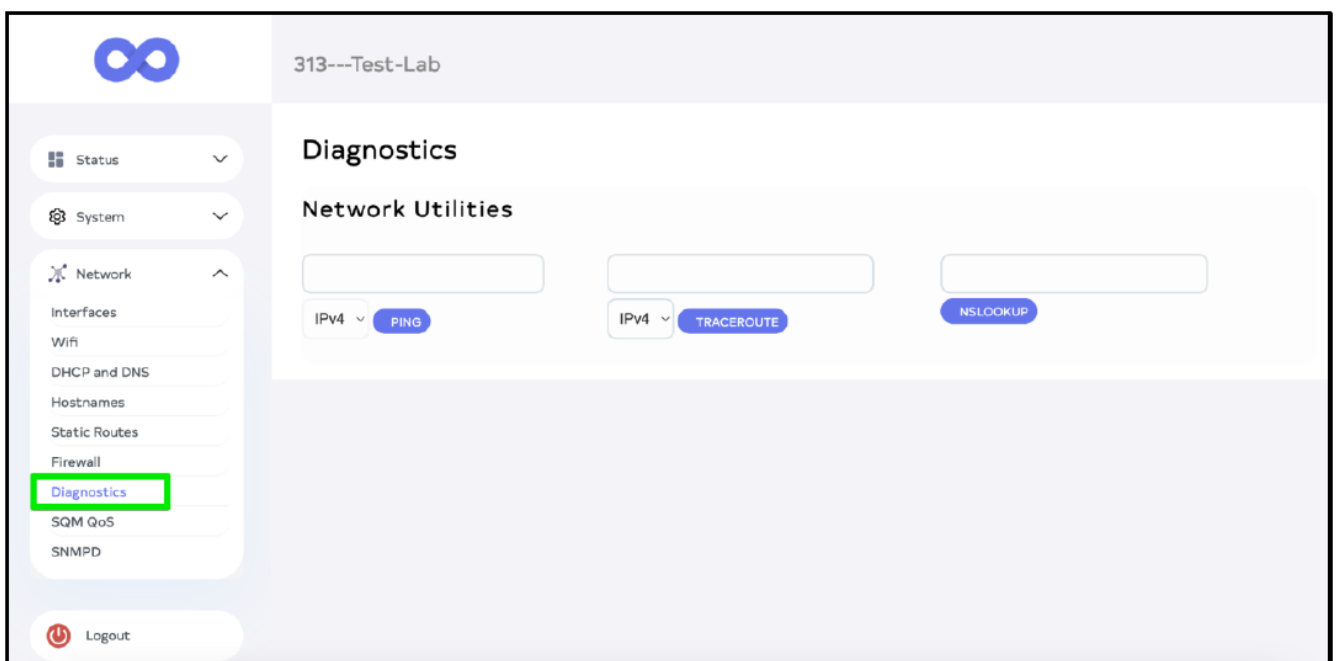 313---Test-Lab
Status
System
Network
Interfaces
Wifi
DHCP and DNS
Hostnames
Static Routes
Firewall
Diagnostics
SQM QoS
SNMPD
Logout
Diagnostics
Network Utilities
IPv4 PING
IPv4 TRACEROUTE
NSLOOKUP